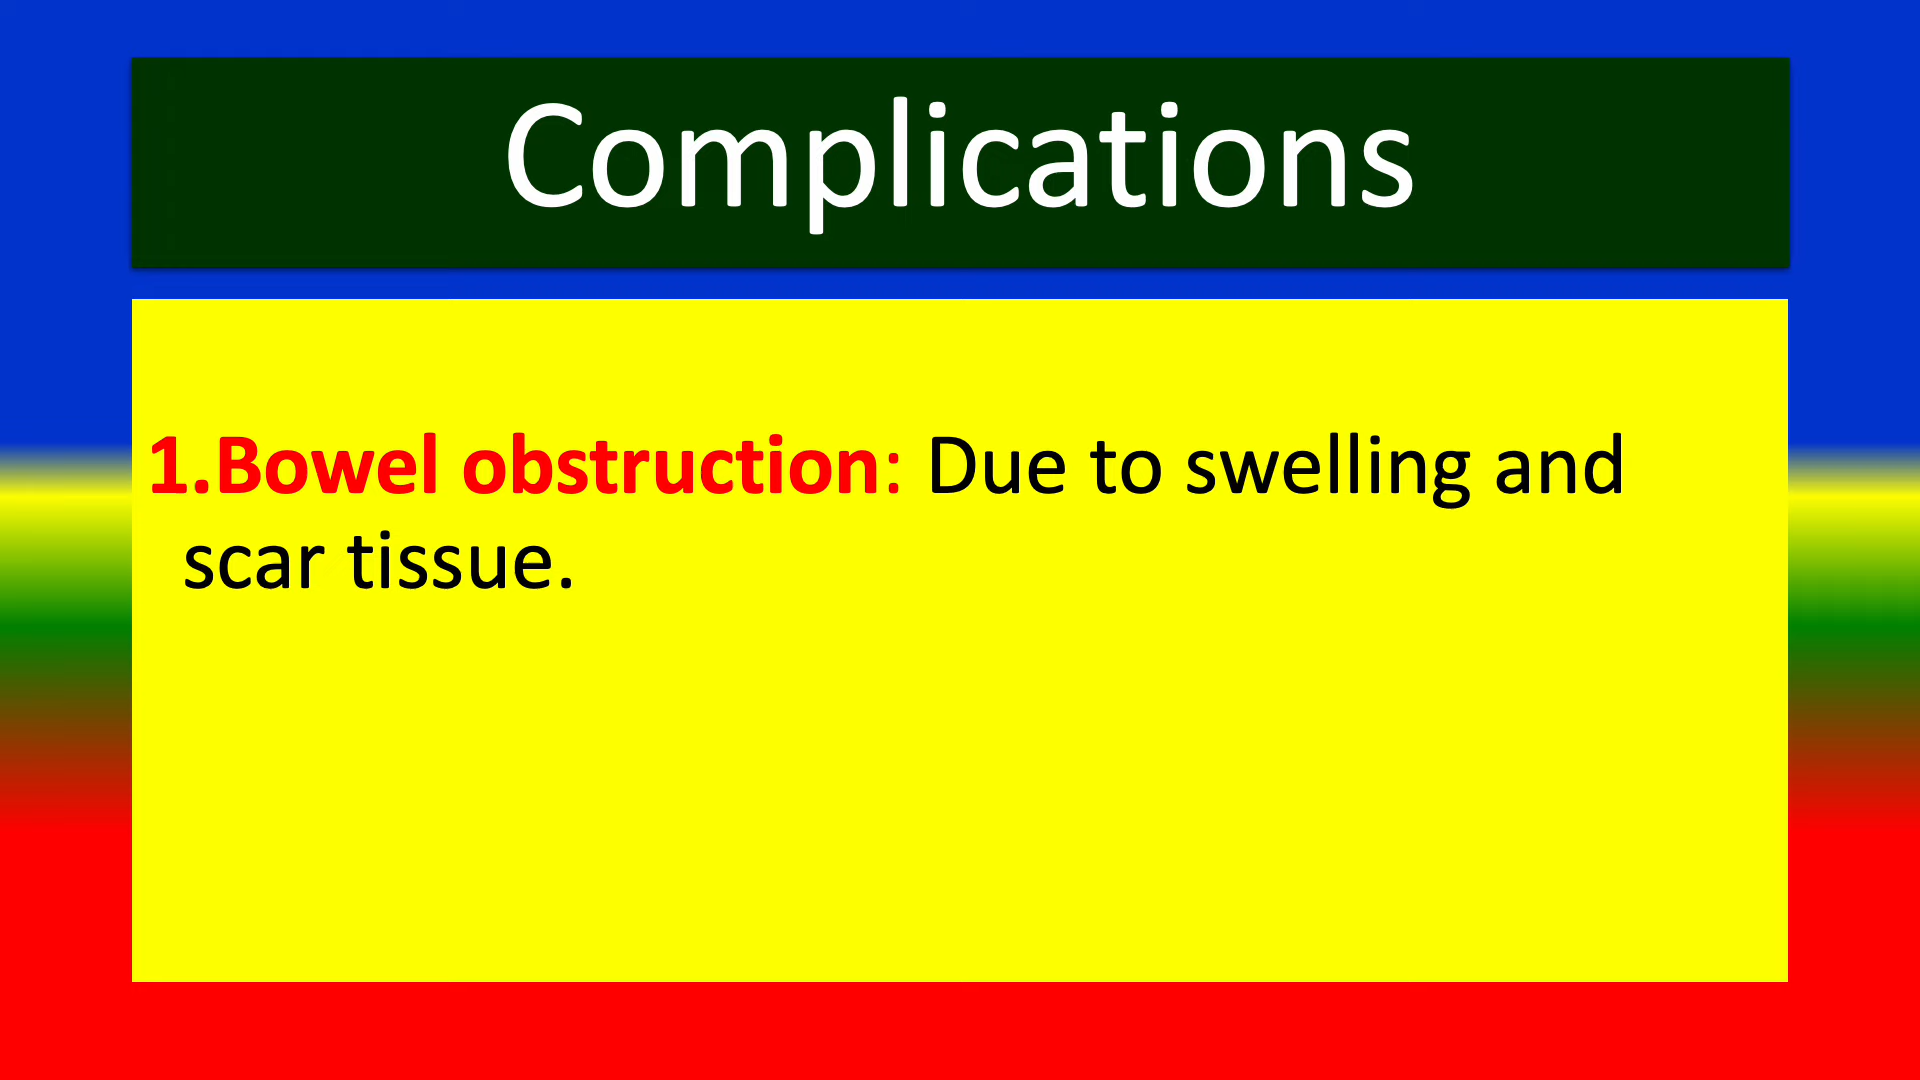 Complications
1.Bowel obstruction: Due to swelling and
scar tissue.